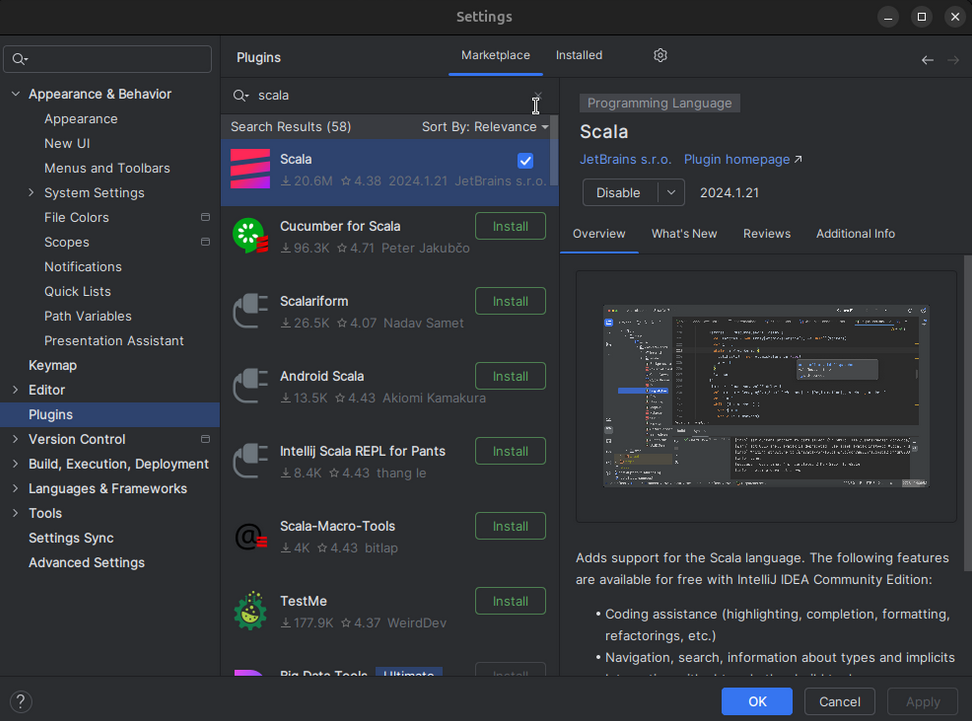 Settings
Plugins
Marketplace
Installed
Appearance & Behavior
Appearance
New UI
Menus and Toolbars
System Settings
File Colors
Scopes
Notifications
Quick Lists
Path Variables
Presentation Assistant
Keymap
Editor
Plugins
Version Control
Build, Execution, Deployment
Languages & Frameworks
Tools
Settings Sync
Advanced Settings
scala
Search Results (58)
Sort By: Relevance
Scala
20.6M 4.38 2024.1.21 JetBrains s.r.o.
Cucumber for Scala
Install
96.3K 4.71 Peter Jakubčo
Scalariform
Install
26.5K 4.07 Nadav Samet
Android Scala
Install
13.5K 4.43 Akiomi Kamakura
Intellij Scala REPL for Pants
Install
8.4K 4.43 thang le
Scala-Macro-Tools
Install
4K 4.43 bitlap
TestMe
Install
177.9K 4.37 WeirdDev
Big Data Tools Ultimate
Install
Programming Language
Scala
JetBrains s.r.o. Plugin homepage ↗
Disable
2024.1.21
Overview
What's New
Reviews
Additional Info
Adds support for the Scala language. The following features
are available for free with IntelliJ IDEA Community Edition:
• Coding assistance (highlighting, completion, formatting,
refactorings, etc.)
• Navigation, search, information about types and implicits
?
OK
Cancel
Apply